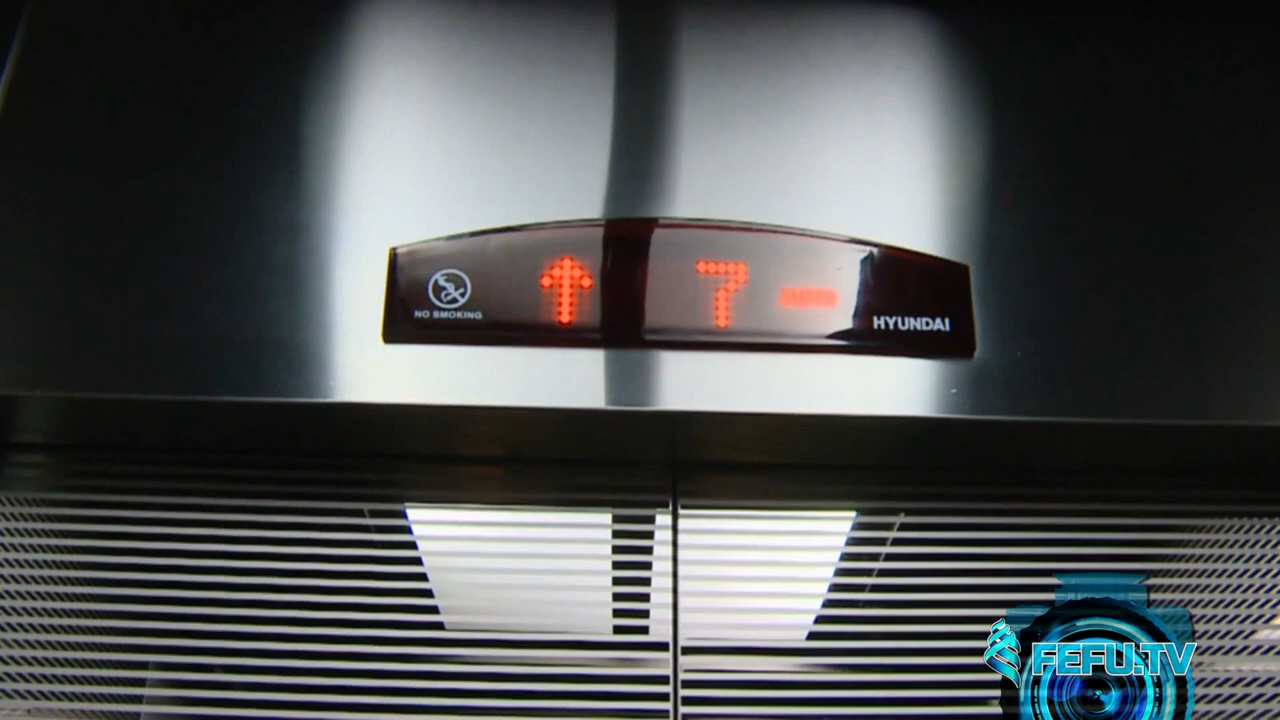 NO SMOKING
↑ 7 -
HYUNDAI
FEFU.TV